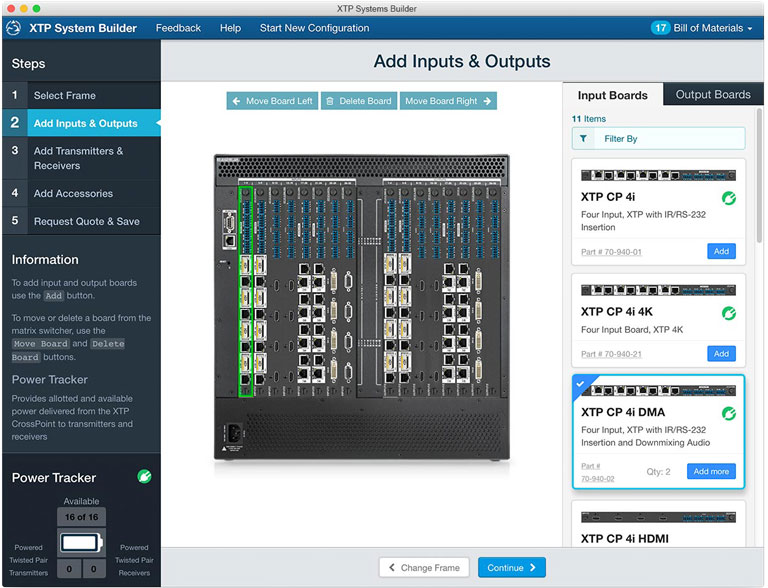 XTP Systems Builder
XTP System Builder
Feedback
Help
Start New Configuration
17 Bill of Materials
Steps
1 Select Frame
2 Add Inputs & Outputs
3 Add Transmitters &
Receivers
4 Add Accessories
5 Request Quote & Save
Information
To add input and output boards
use the Add button.
To move or delete a board from the
matrix switcher, use the
Move Board and Delete
Board buttons.
Power Tracker
Provides allotted and available
power delivered from the XTP
CrossPoint to transmitters and
receivers
Power Tracker
Available
16 of 16
Powered
Twisted Pair
Transmitters
0 0
Powered
Twisted Pair
Receivers
Add Inputs & Outputs
Move Board Left
Delete Board
Move Board Right
Change Frame
Continue
Input Boards
Output Boards
11 Items
Filter By
XTP CP 4i
Four Input, XTP with IR/RS-232
Insertion
Part # 70-940-01
Add
XTP CP 4i 4K
Four Input Board, XTP 4K
Part # 70-940-21
Add
XTP CP 4i DMA
Four Input, XTP with IR/RS-232
Insertion and Downmixing Audio
Part #
70-940-02
Qty: 2
Add more
XTP CP 4i HDMI